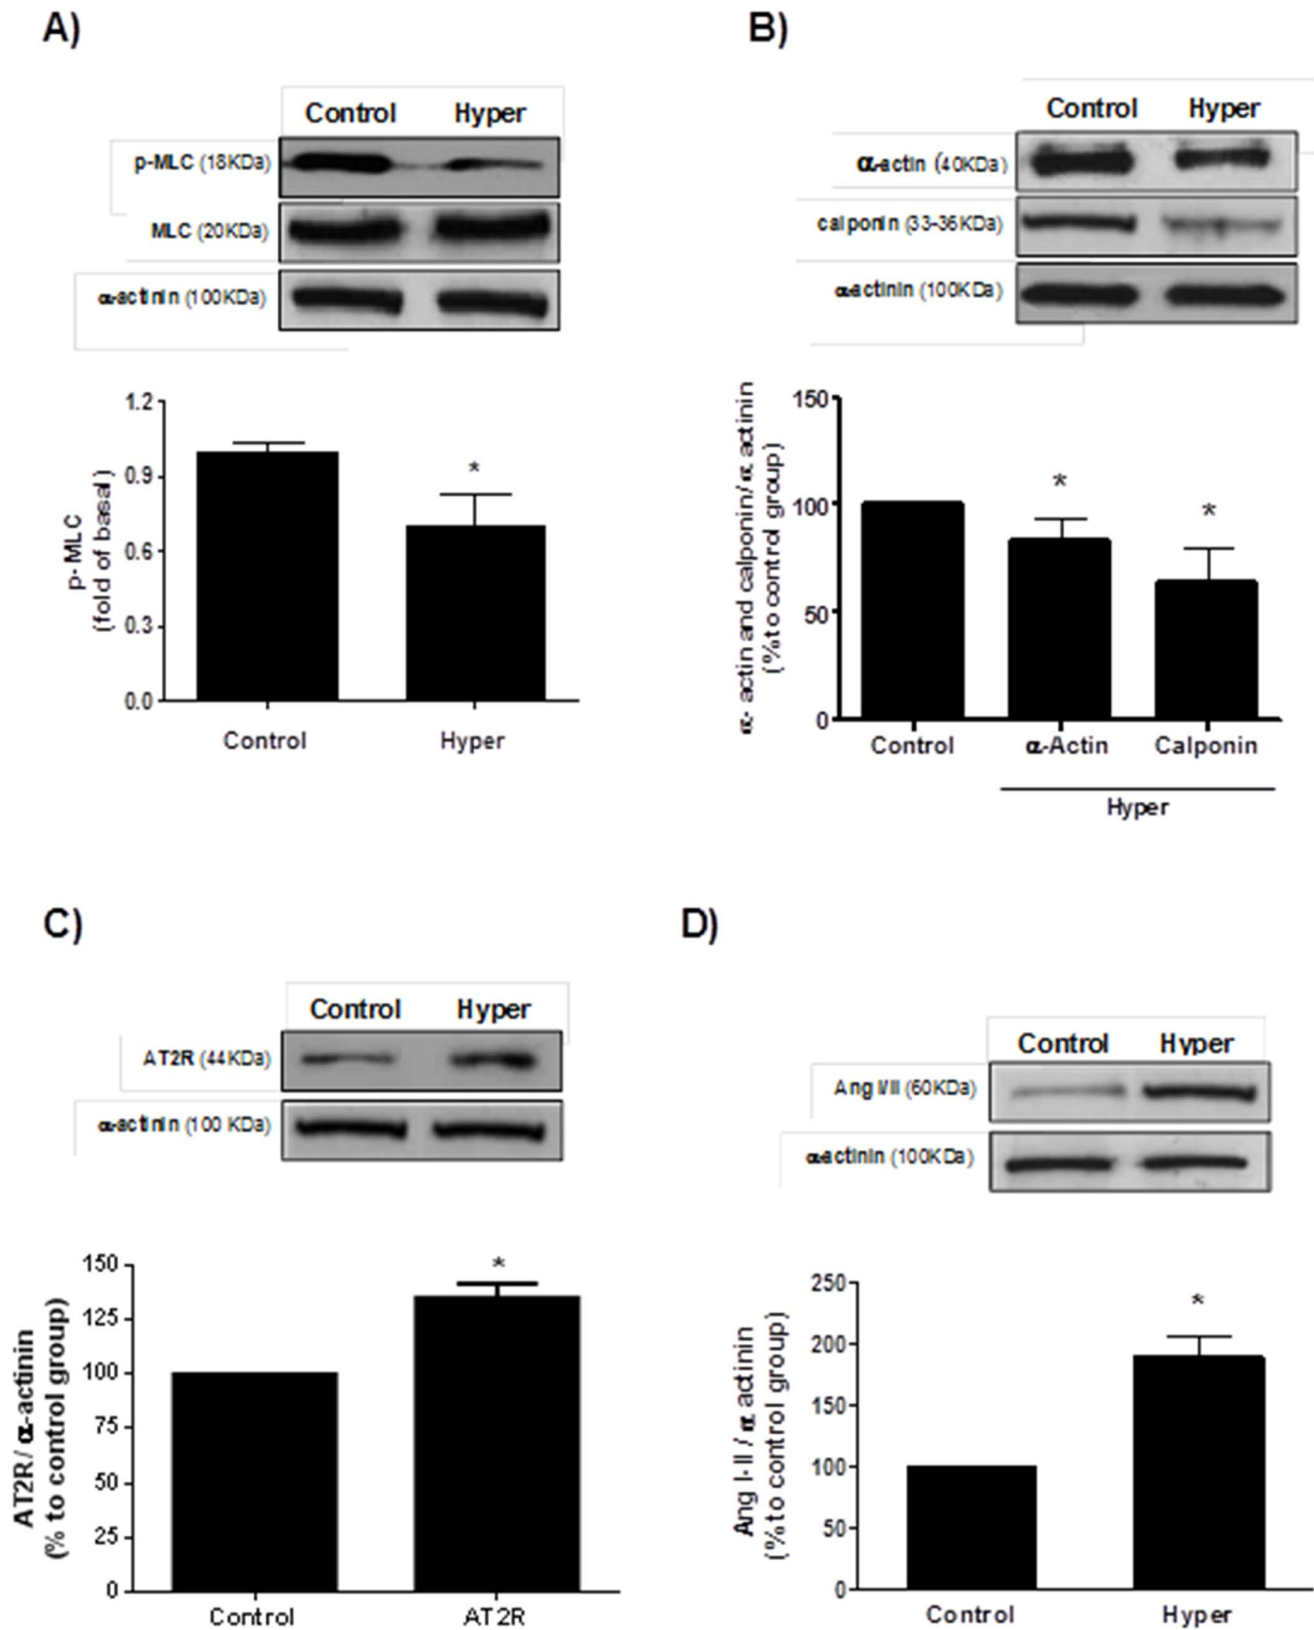 A)
Control Hyper
p-MLC (18KDa)
MLC (20KDa)
α-actinin (100KDa)
1.2
0.9
0.6
0.3
0.0
p-MLC
(fold of basal)
*
Control Hyper
B)
Control Hyper
α-actin (40KDa)
calponin (33-36KDa)
α-actinin (100KDa)
150
100
50
0
α- actin and calponin/α actinin
(% to control group)
*
*
Control α-Actin Calponin
Hyper
C)
Control Hyper
AT2R (44KDa)
α-actinin (100 KDa)
150
125
100
75
50
25
0
AT2R/ α-actinin
(% to control group)
*
Control AT2R
D)
Control Hyper
Ang I/II (60KDa)
α-actinin (100KDa)
250
200
150
100
50
0
Ang I-II / α actinin
(% to control group)
*
Control Hyper